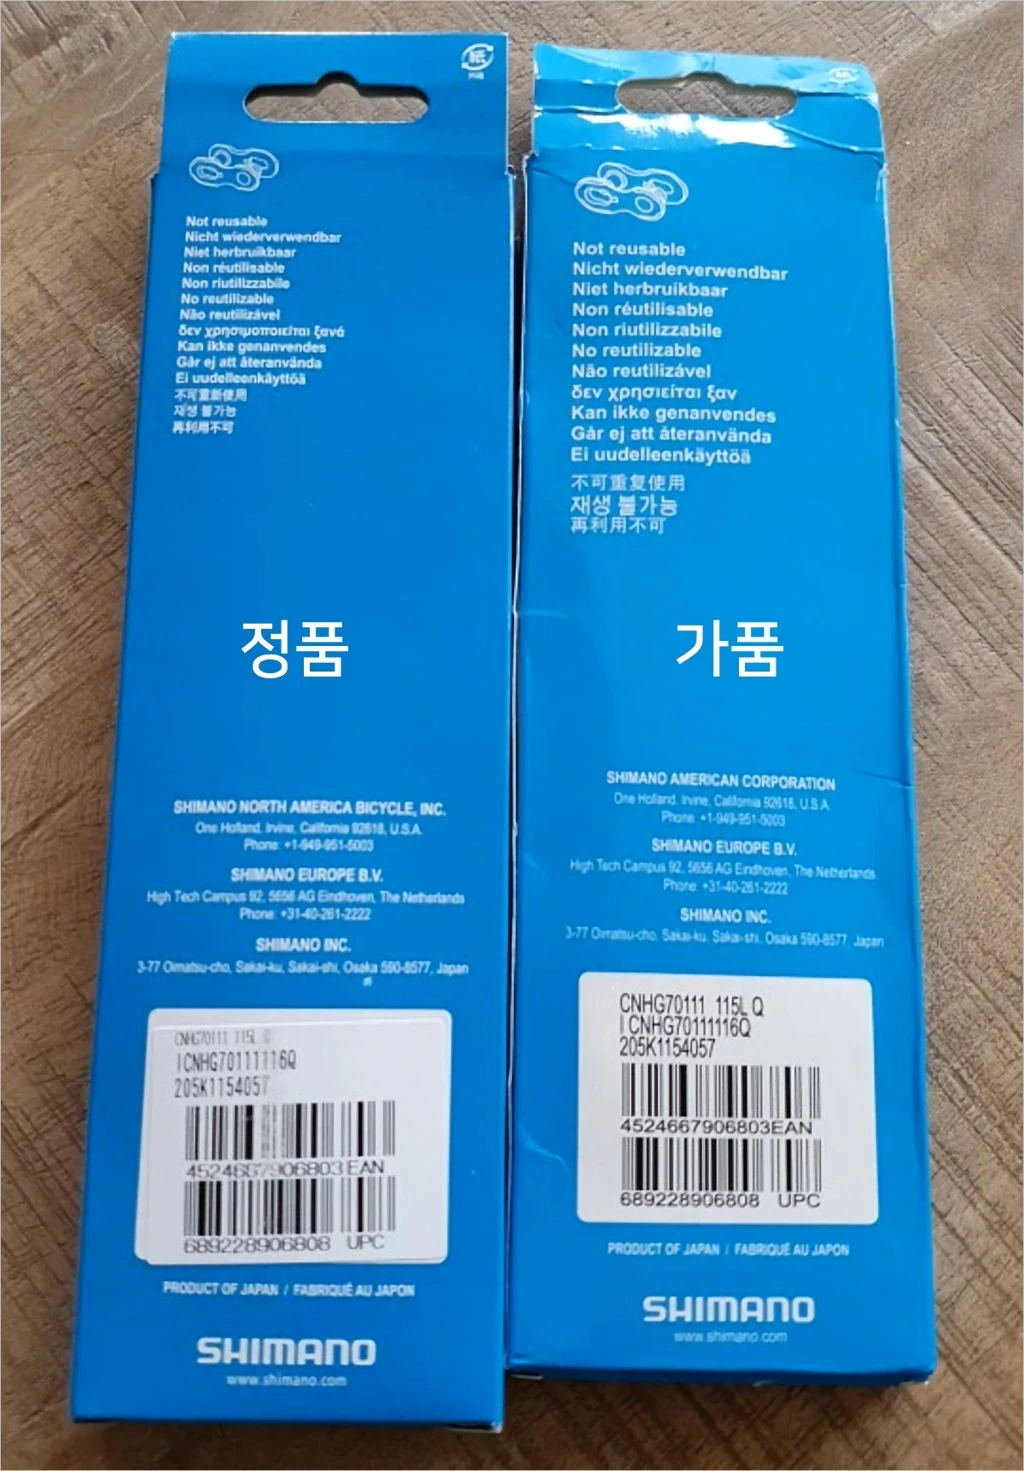 紙
Not reusable
Nicht wiederverwendbar
Niet herbruikbaar
Non réutilisable
Non riutilizzabile
No reutilizable
Não reutilizável
δεν χρησιμοποιείται ξανά
Kan ikke genanvendes
Går ej att återanvända
Ei uudelleenkäyttöä
不可重新使用
재생 불가능
再利用不可
정품
SHIMANO NORTH AMERICA BICYCLE, INC.
One Holland, Irvine, California 92618, U.S.A.
Phone: +1-949-951-5003
SHIMANO EUROPE B.V.
High Tech Campus 92, 5656 AG Eindhoven, The Netherlands
Phone: +31-40-261-2222
SHIMANO INC.
3-77 Oimatsu-cho, Sakai-ku, Sakai-shi, Osaka 590-8577, Japan
CNHG70111 115L Q
ICNHG70111116Q
205K1154057
4524667906803 EAN
689228906808 UPC
PRODUCT OF JAPAN / FABRIQUÉ AU JAPON
SHIMANO
www.shimano.com
Not reusable
Nicht wiederverwendbar
Niet herbruikbaar
Non réutilisable
Non riutilizzabile
No reutilizable
Não reutilizável
δεν χρησιείται ξαν
Kan ikke genanvendes
Går ej att återanvända
Ei uudelleenkäyttöä
不可重复使用
재생 불가능
再利用不可
가품
SHIMANO AMERICAN CORPORATION
One Holland, Irvine, California 92618, U.S.A.
Phone: +1-949-951-5003
SHIMANO EUROPE B.V.
High Tech Campus 92, 5656 AG Eindhoven, The Netherlands
Phone: +31-40-261-2222
SHIMANO INC.
3-77 Oimatsu-cho, Sakai-ku, Sakai-shi, Osaka 590-8577, Japan
CNHG70111 115L Q
I CNHG70111116Q
205K1154057
4524667906803EAN
689228906808 UPC
PRODUCT OF JAPAN / FABRIQUÉ AU JAPON
SHIMANO
www.shimano.com